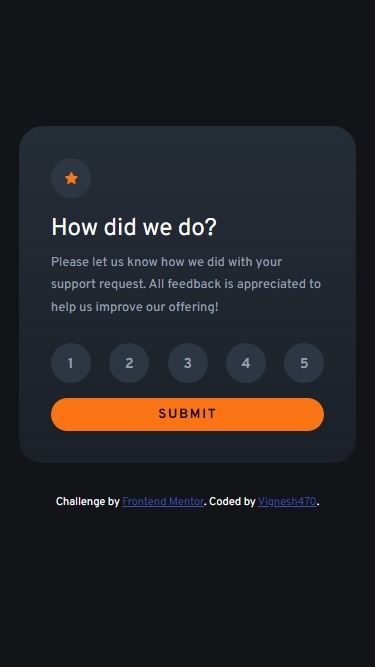 How did we do?
Please let us know how we did with your
support request. All feedback is appreciated to
help us improve our offering!
1 2 3 4 5
SUBMIT
Challenge by Frontend Mentor. Coded by Vignesh470.